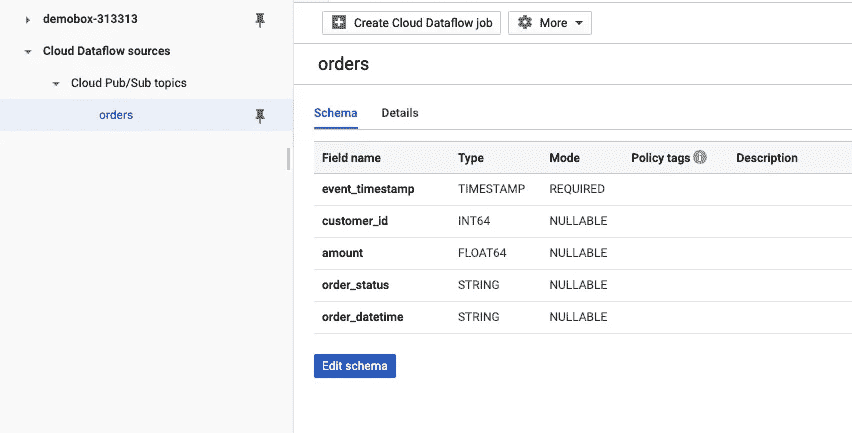 demobox-313313
Cloud Dataflow sources
Cloud Pub/Sub topics
orders
Create Cloud Dataflow job More
orders
Schema Details
Field name Type Mode Policy tags Description
event_timestamp TIMESTAMP REQUIRED
customer_id INT64 NULLABLE
amount FLOAT64 NULLABLE
order_status STRING NULLABLE
order_datetime STRING NULLABLE
Edit schema